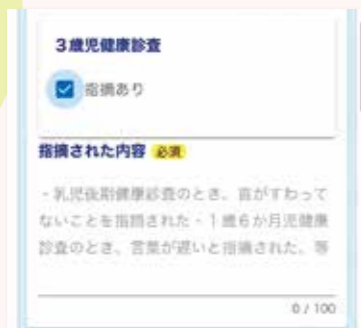 3歳児健康診査
指摘あり
指摘された内容 必須
・乳児後期健康診査のとき、首がすわって
ないことを指摘された・1歳6か月児健康
診査のとき、言葉が遅いと指摘された、等
0 / 100